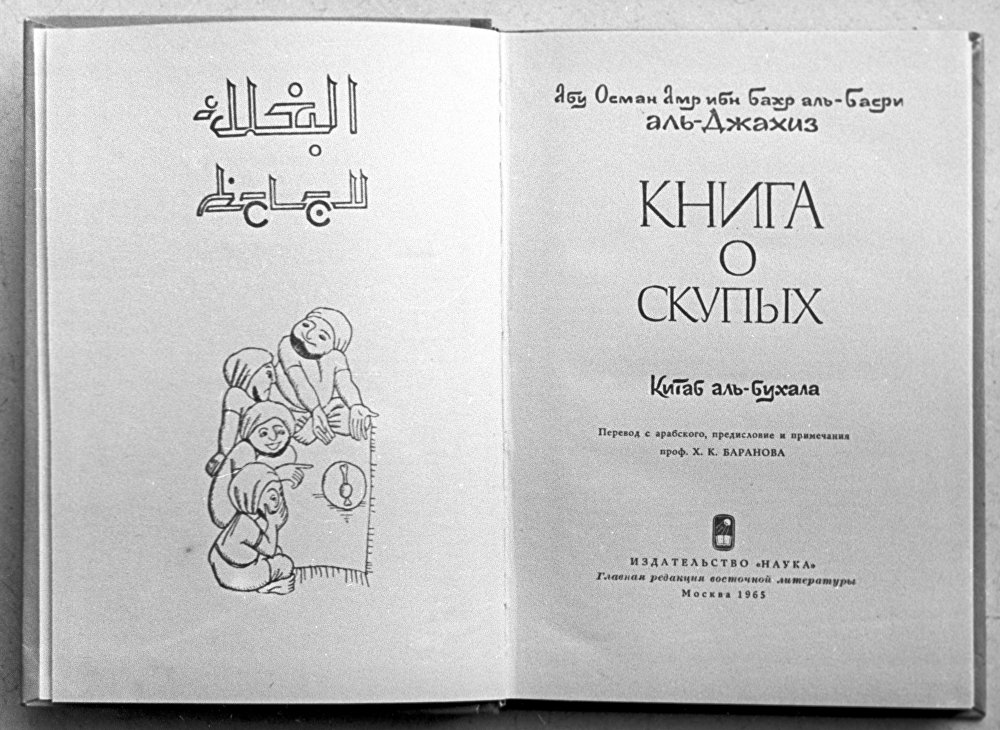 البخلاء
للجاحظ
Абу Осман Амр ибн Бахр аль-Басри
аль-Джахиз
КНИГА
О
СКУПЫХ
Китаб аль-бухала
Перевод с арабского, предисловие и примечания
проф. Х. К. БАРАНОВА
ИЗДАТЕЛЬСТВО «НАУКА»
Главная редакция восточной литературы
Москва 1965